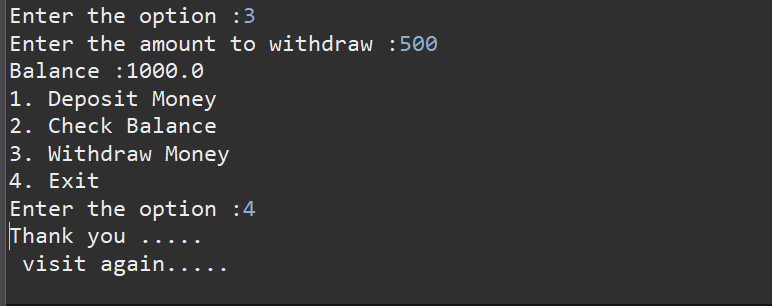 Enter the option :3
Enter the amount to withdraw :500
Balance :1000.0
1. Deposit Money
2. Check Balance
3. Withdraw Money
4. Exit
Enter the option :4
Thank you .....
 visit again.....